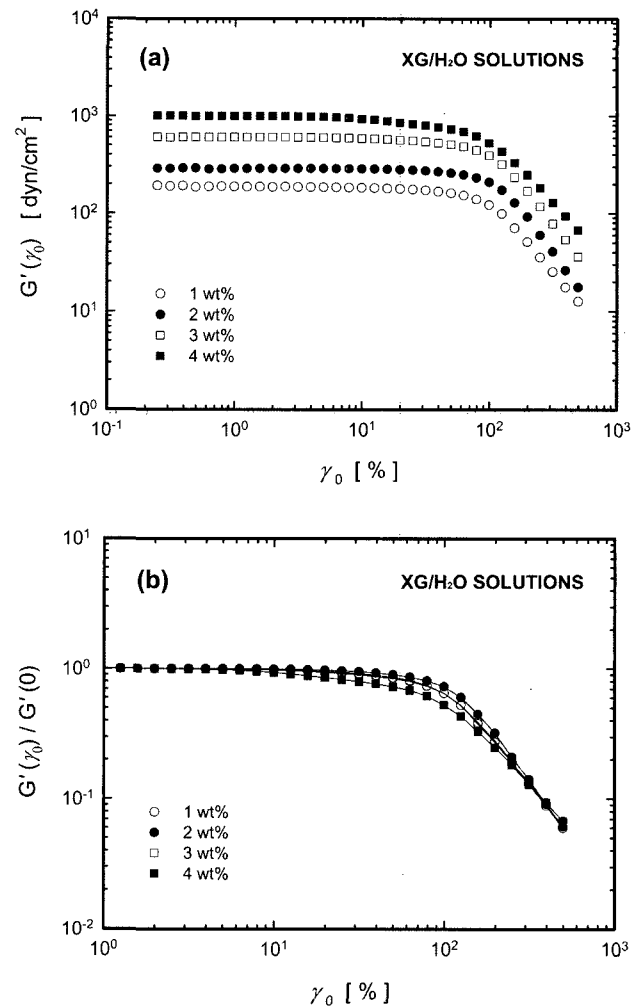 (a)
XG/H₂O SOLUTIONS
10⁴
10³
10²
10¹
10⁰
G′(γ₀) [ dyn/cm² ]
1 wt%
2 wt%
3 wt%
4 wt%
10⁻¹ 10⁰ 10¹ 10² 10³
γ₀ [ % ]
(b)
XG/H₂O SOLUTIONS
10¹
10⁰
10⁻¹
10⁻²
G′(γ₀) / G′(0)
1 wt%
2 wt%
3 wt%
4 wt%
10⁰ 10¹ 10² 10³
γ₀ [ % ]